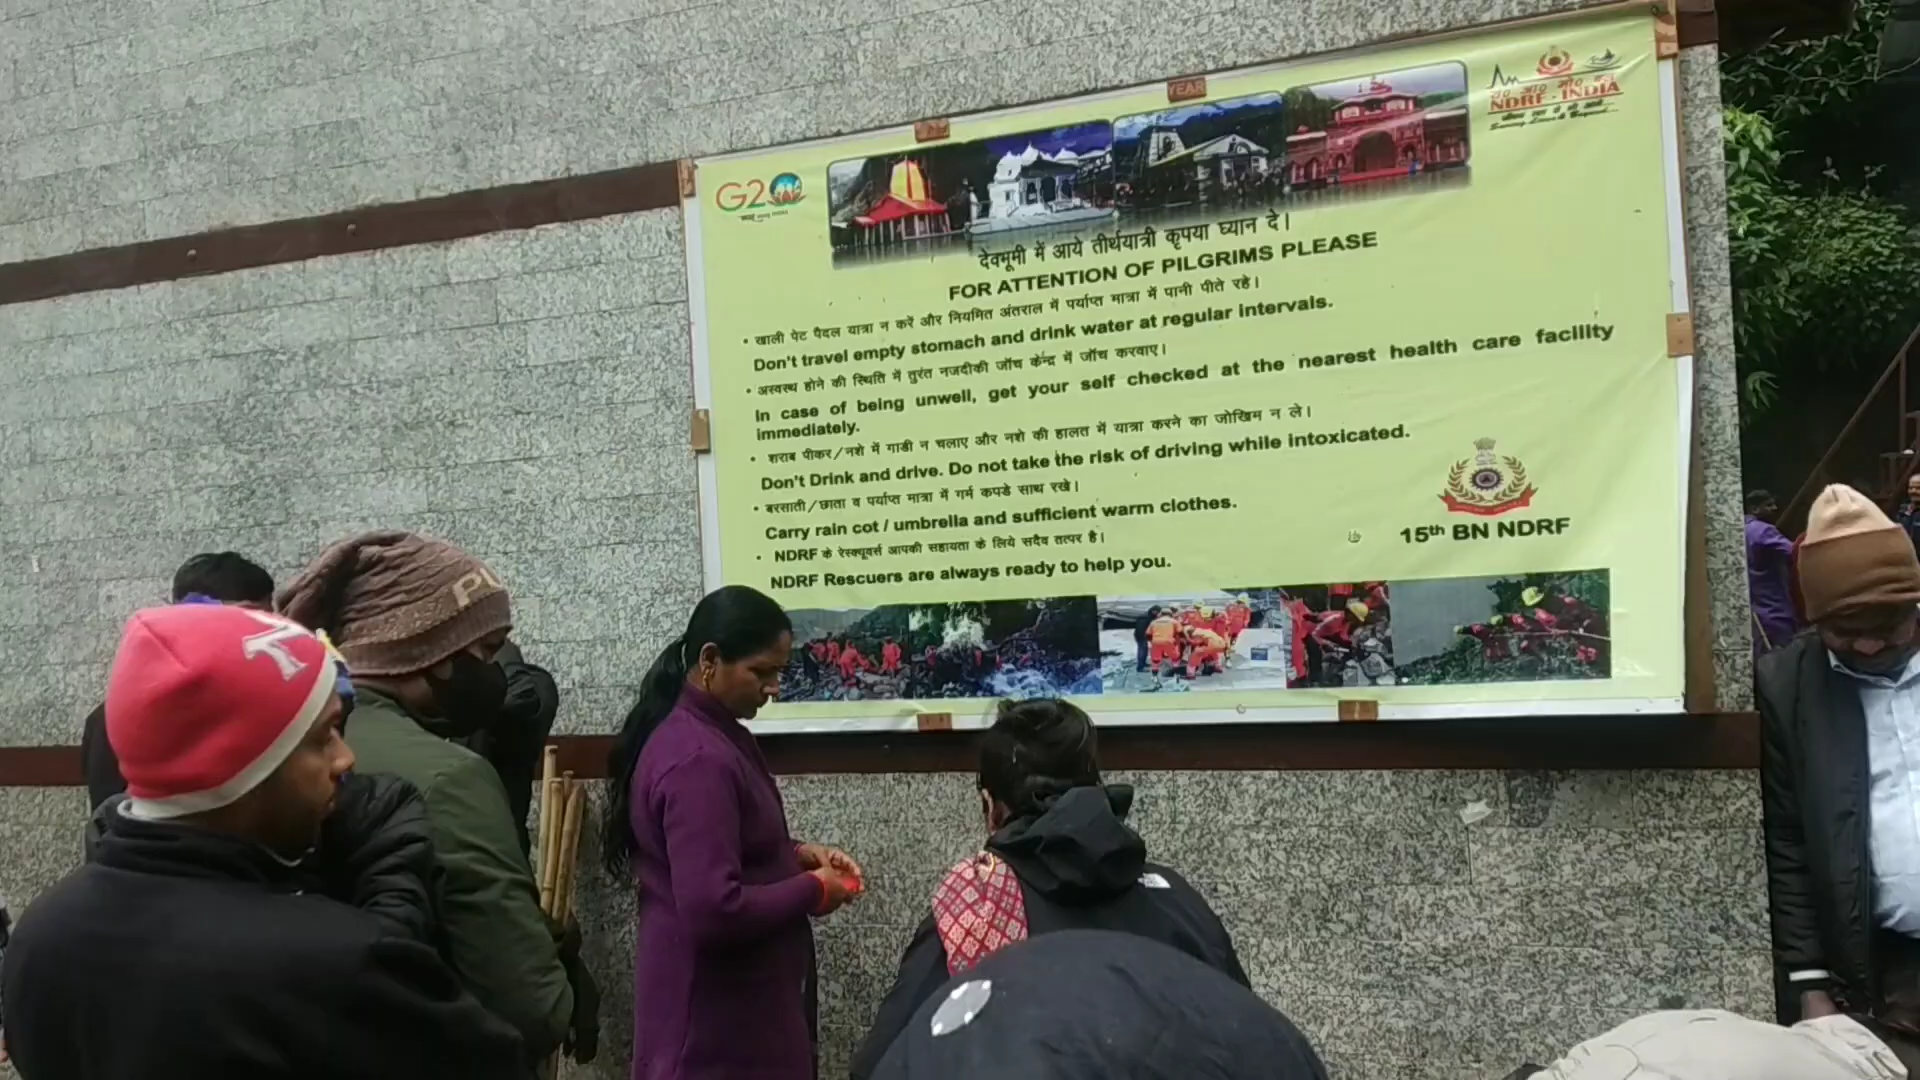 YEAR
G20
NDRF - INDIA
देवभूमी में आये तीर्थयात्री कृपया घ्यान दे।
FOR ATTENTION OF PILGRIMS PLEASE
• खाली पेट पैदल यात्रा न करें और नियमित अंतराल में पर्याप्त मात्रा में पानी पीते रहे।
Don't travel empty stomach and drink water at regular intervals.
• अस्वस्थ होने की स्थिति में तुरंत नजदीकी जॉच केन्द्र में जॉच करवाए।
In case of being unwell, get your self checked at the nearest health care facility
immediately.
• शराब पीकर/नशे में गाडी न चलाए और नशे की हालत में यात्रा करने का जोखिम न ले।
Don't Drink and drive. Do not take the risk of driving while intoxicated.
• बरसाती/छाता व पर्याप्त मात्रा में गर्म कपडे साथ रखे।
Carry rain cot / umbrella and sufficient warm clothes.
• NDRF के रेस्क्यूवर्स आपकी सहायता के लिये सदैव तत्पर है।
NDRF Rescuers are always ready to help you.
15th BN NDRF